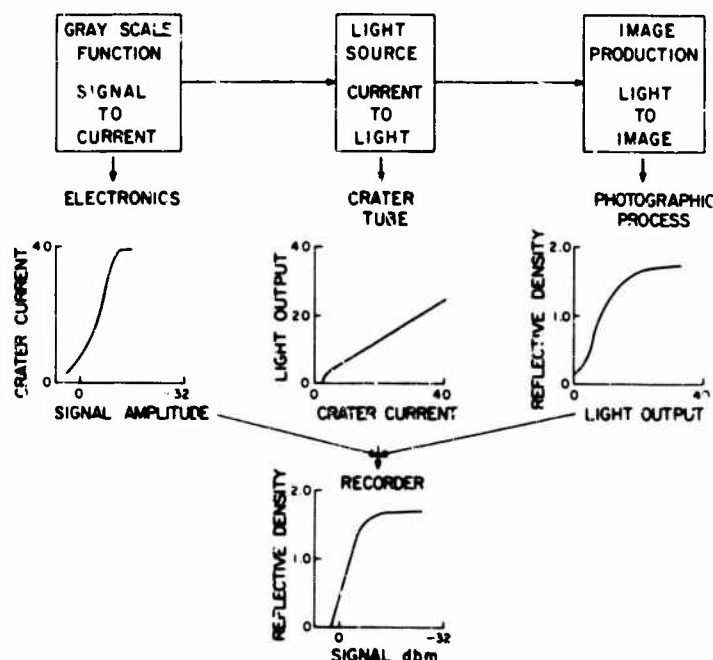 GRAY SCALE
FUNCTION
SIGNAL
TO
CURRENT
LIGHT
SOURCE
CURRENT
TO
LIGHT
IMAGE
PRODUCTION
LIGHT
TO
IMAGE
ELECTRONICS
CRATER
TUBE
PHOTOGRAPHIC
PROCESS
CRATER CURRENT
40
0
0
-32
SIGNAL AMPLITUDE
LIGHT OUTPUT
40
20
0
0
40
CRATER CURRENT
REFLECTIVE DENSITY
2.0
1.0
0
0
40
LIGHT OUTPUT
RECORDER
REFLECTIVE DENSITY
2.0
1.0
0
0
-32
SIGNAL dbm